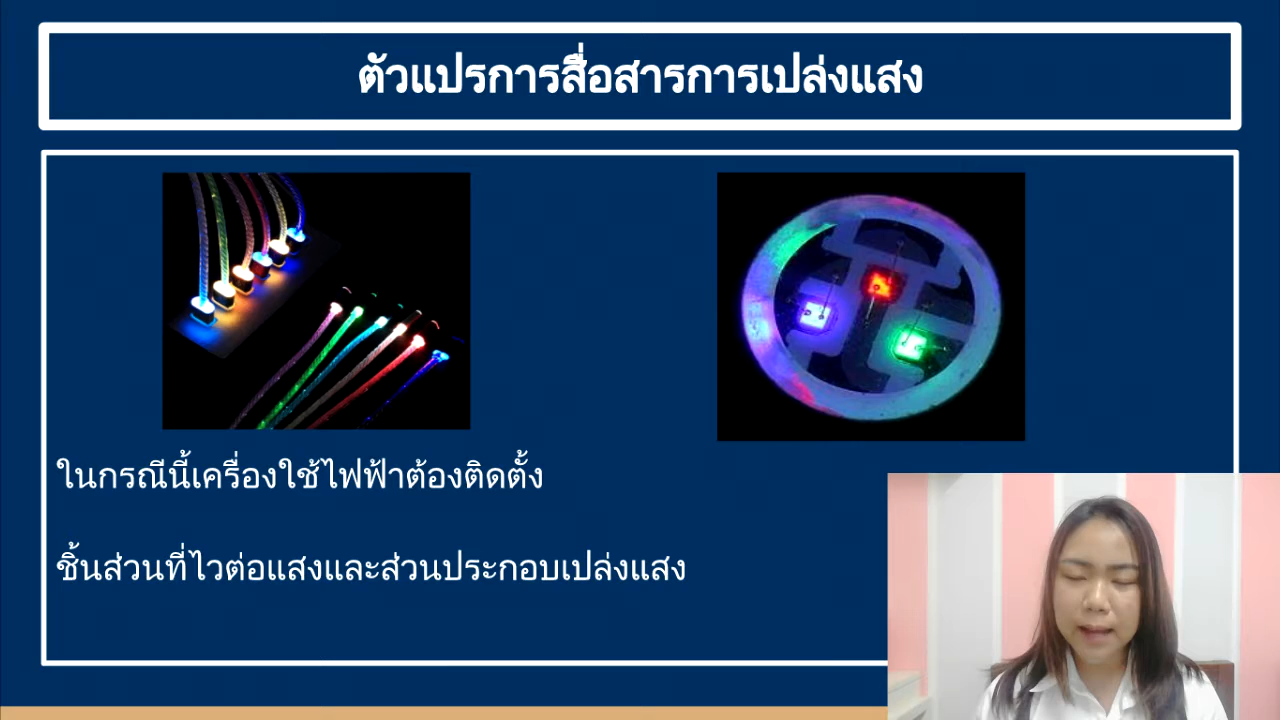 ตัวแปรการสื่อสารการเปล่งแสง
ในกรณีนี้เครื่องใช้ไฟฟ้าต้องติดตั้ง
ชิ้นส่วนที่ไวต่อแสงและส่วนประกอบเปล่งแสง